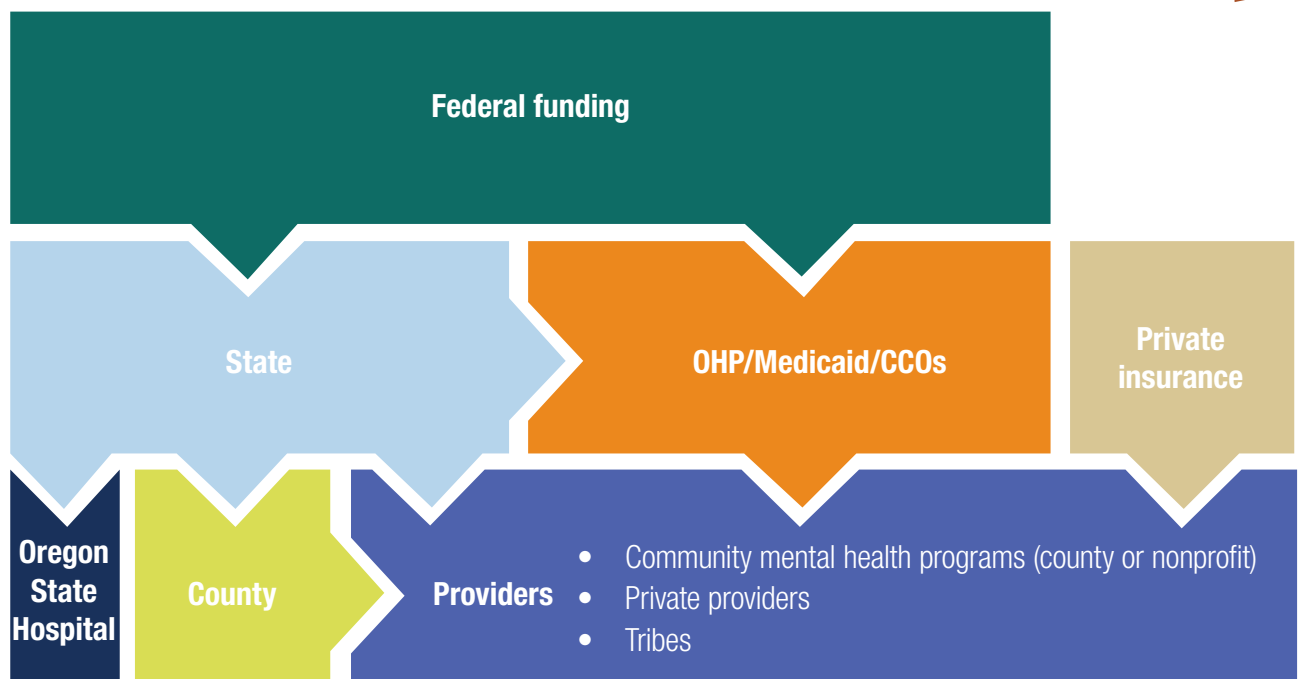 Federal funding
State
OHP/Medicaid/CCOs
Private
insurance
Oregon
State
Hospital
County
Providers
• Community mental health programs (county or nonprofit)
• Private providers
• Tribes